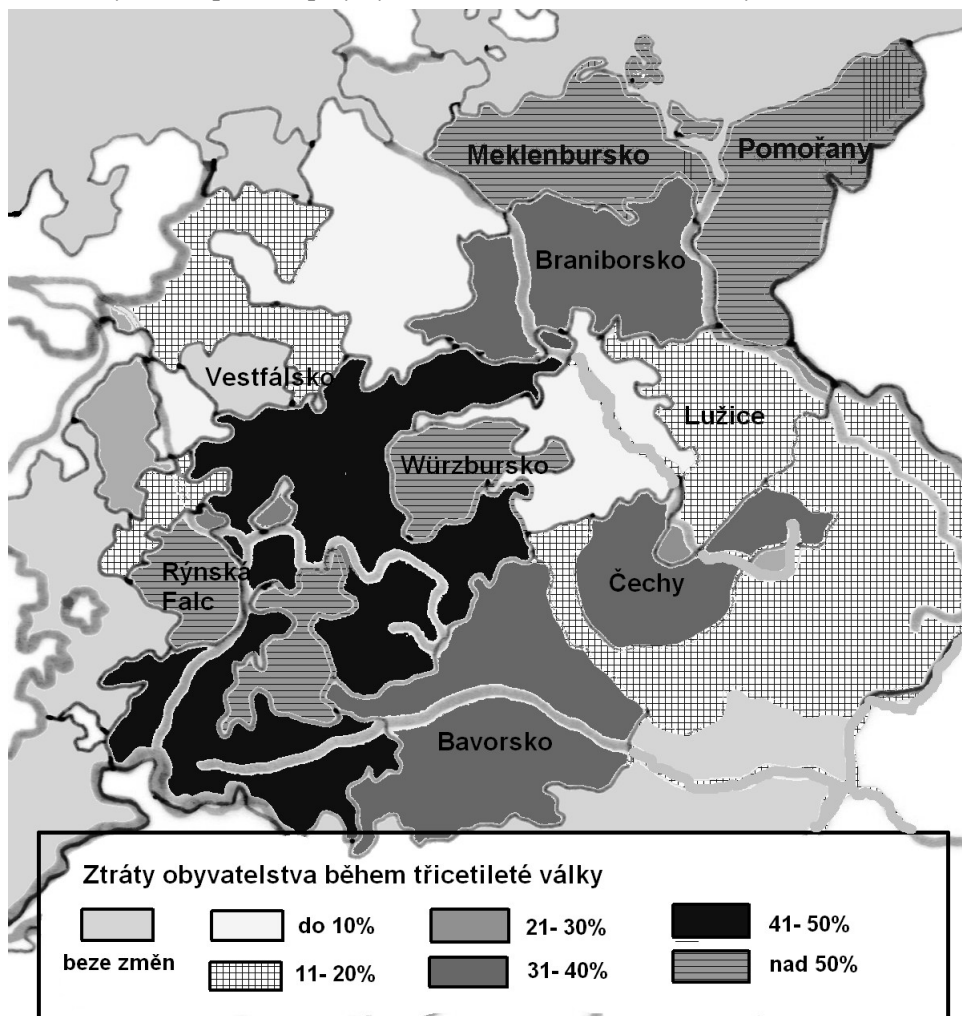 Meklenbursko
Pomořany
Braniborsko
Vestfálsko
Lužice
Würzbursko
Rýnská
Falc
Čechy
Bavorsko
Ztráty obyvatelstva během třicetileté války
beze změn
do 10%
11- 20%
21- 30%
31- 40%
41- 50%
nad 50%